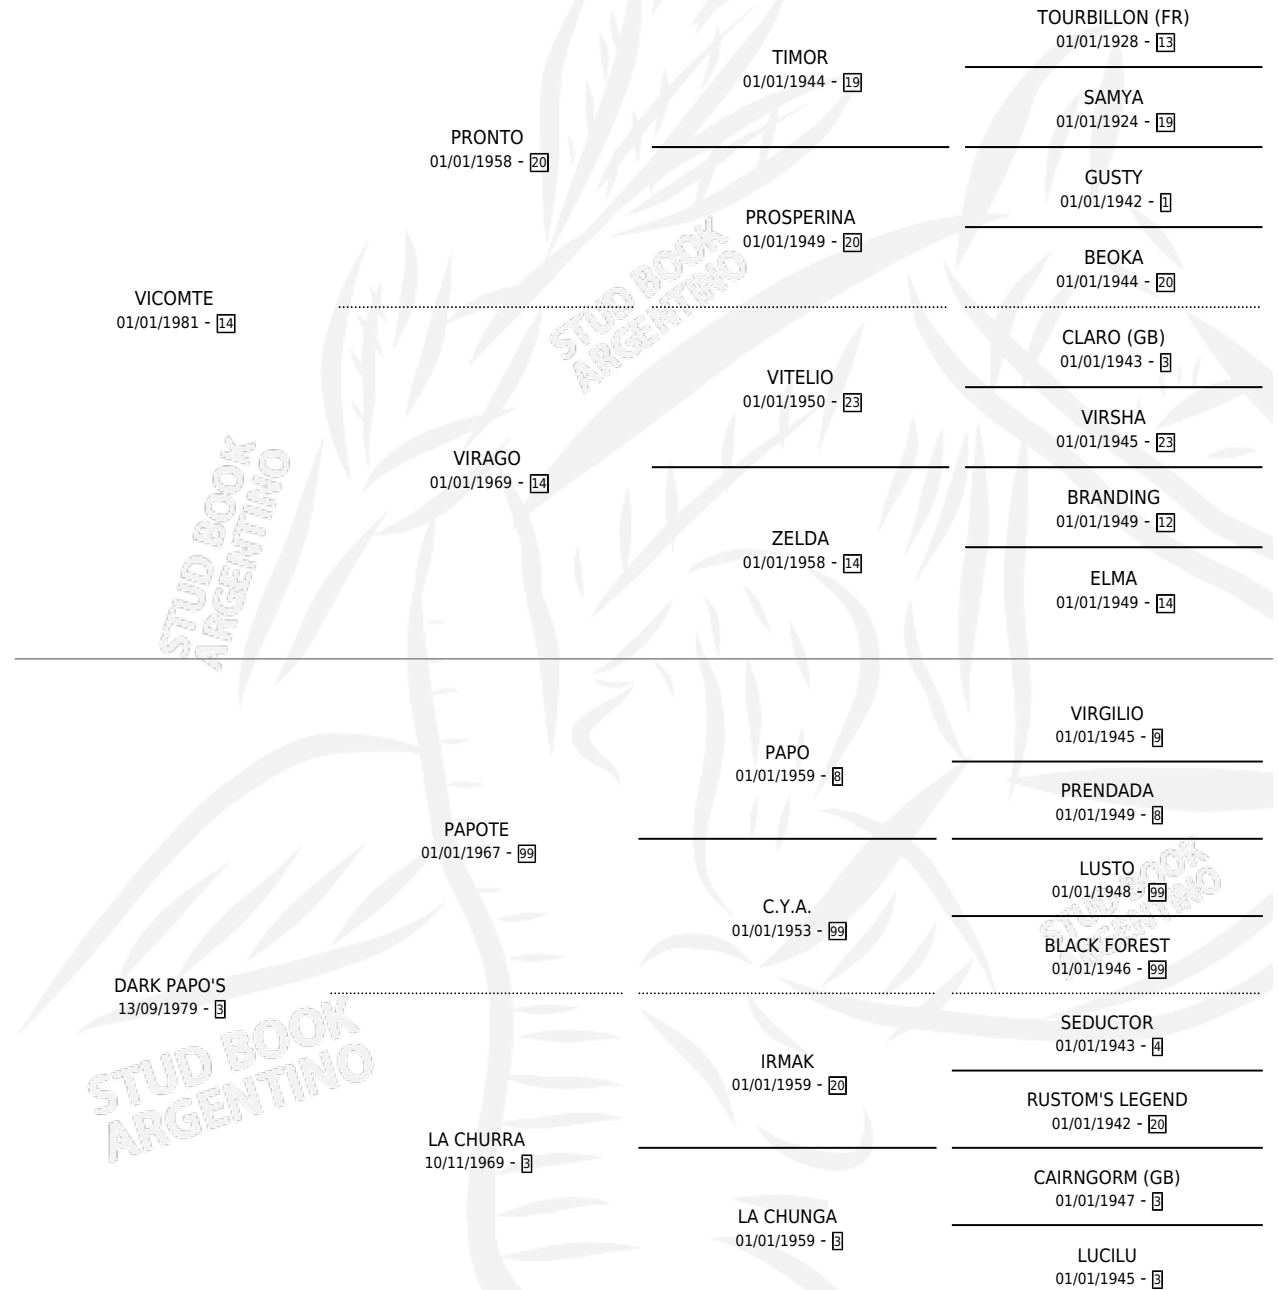 TOURBILLON (FR)
01/01/1928 - 13
TIMOR
01/01/1944 - 19
SAMYA
01/01/1924 - 19
PRONTO
01/01/1958 - 20
GUSTY
01/01/1942 - 1
PROSPERINA
01/01/1949 - 20
BEOKA
01/01/1944 - 20
VICOMTE
01/01/1981 - 14
STUD BOOK
ARGENTINO
CLARO (GB)
01/01/1943 - 3
VITELIO
01/01/1950 - 23
VIRSHA
01/01/1945 - 23
VIRAGO
01/01/1969 - 14
BRANDING
01/01/1949 - 12
ZELDA
01/01/1958 - 14
ELMA
01/01/1949 - 14
STUD BOOK
ARGENTINO
VIRGILIO
01/01/1945 - 9
PAPO
01/01/1959 - 8
PRENDADA
01/01/1949 - 8
PAPOTE
01/01/1967 - 99
LUSTO
01/01/1948 - 99
C.Y.A.
01/01/1953 - 99
BLACK FOREST
01/01/1946 - 99
STUD BOOK
ARGENTINO
DARK PAPO'S
13/09/1979 - 3
SEDUCTOR
01/01/1943 - 4
IRMAK
01/01/1959 - 20
RUSTOM'S LEGEND
01/01/1942 - 20
STUD BOOK
ARGENTINO
LA CHURRA
10/11/1969 - 3
CAIRNGORM (GB)
01/01/1947 - 3
LA CHUNGA
01/01/1959 - 3
LUCILU
01/01/1945 - 3